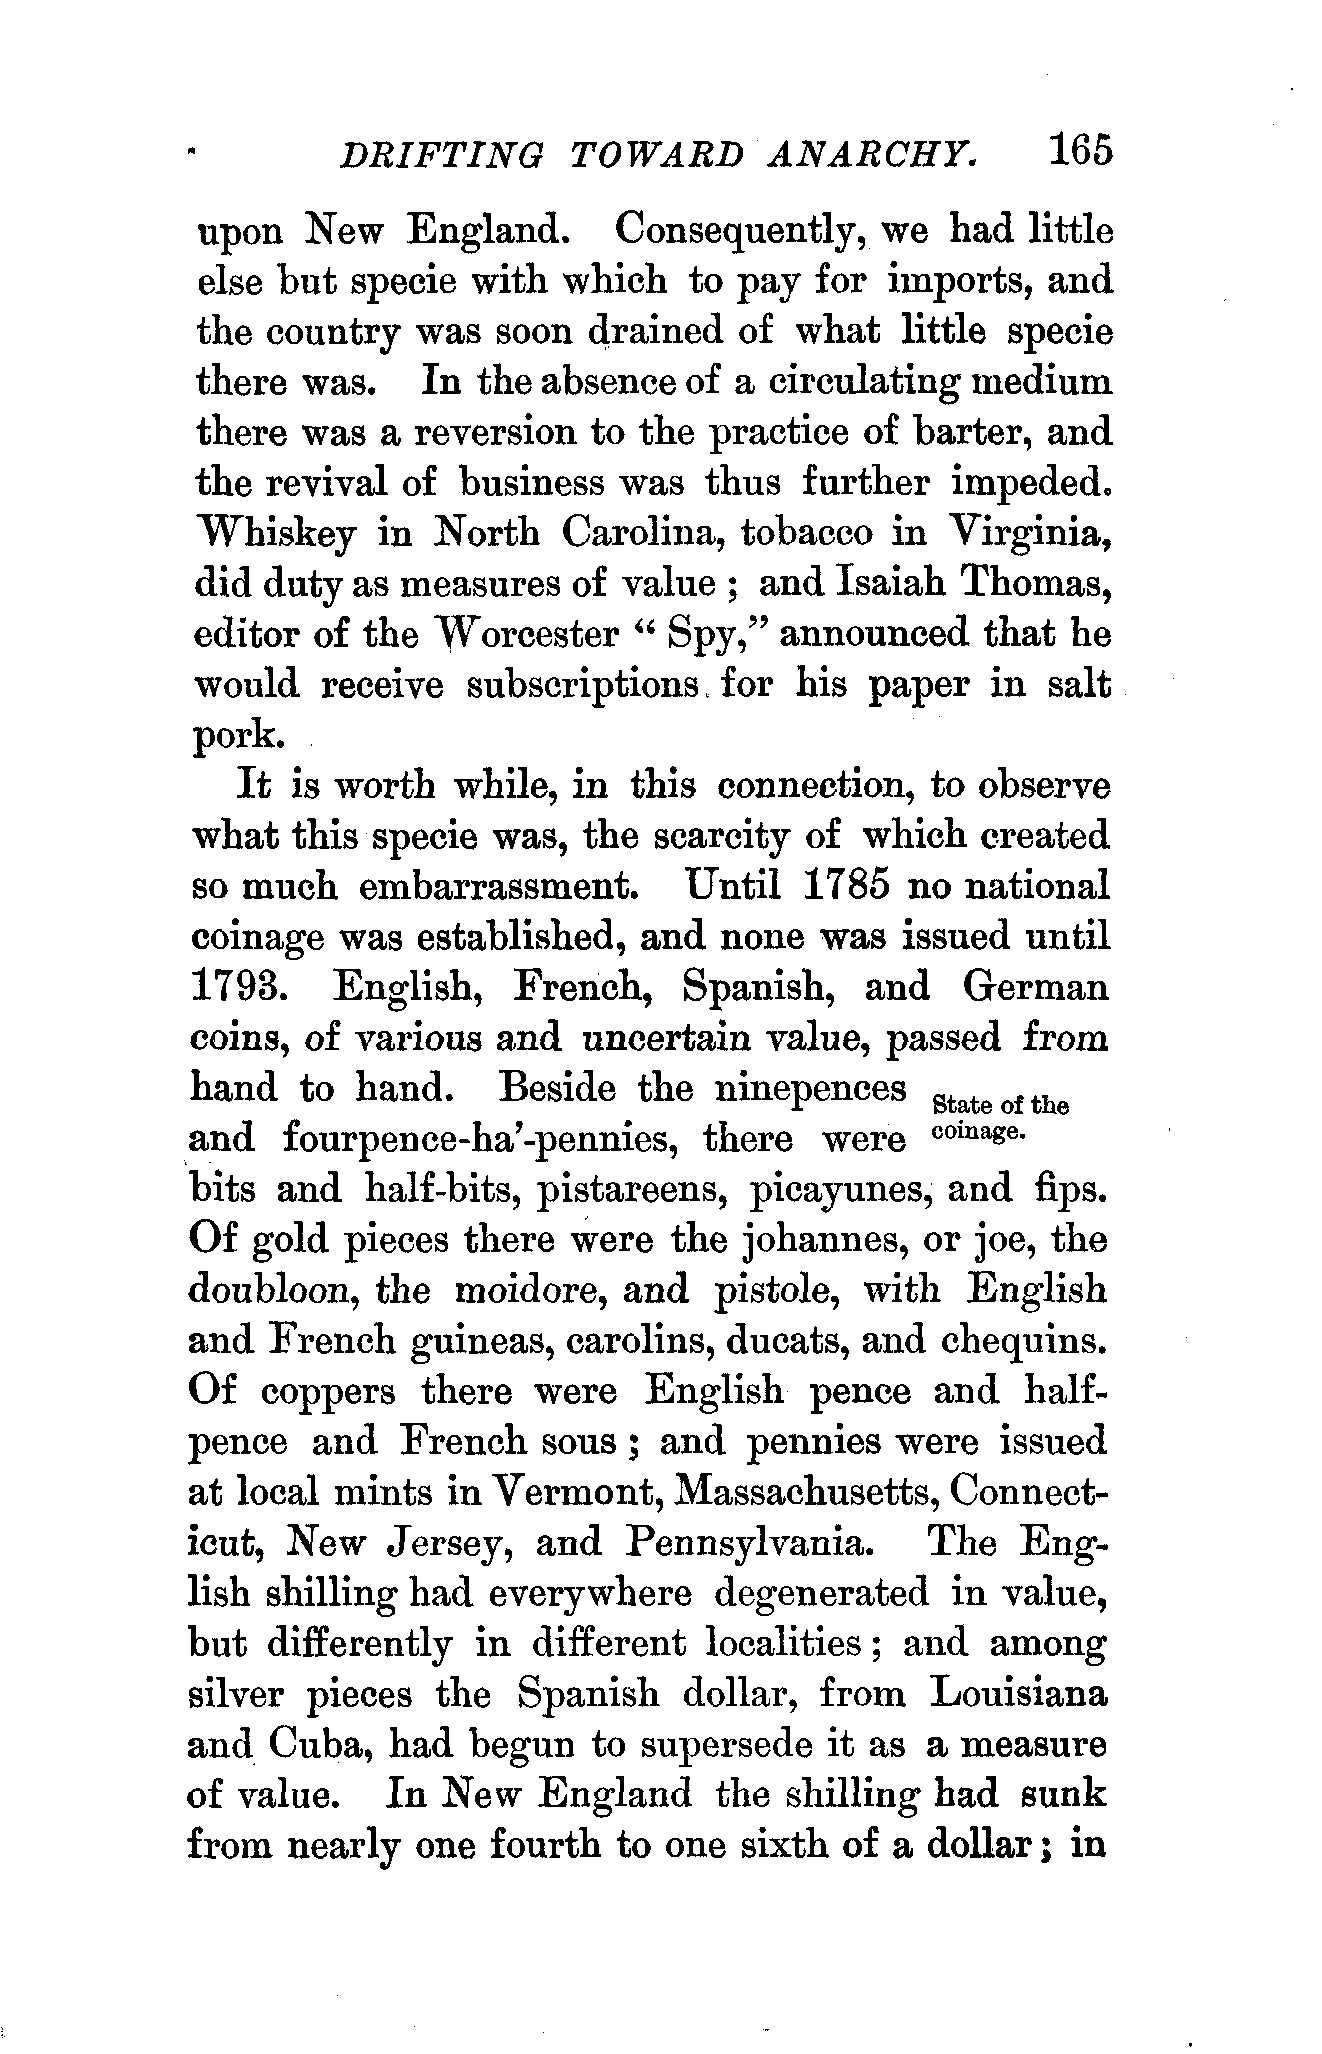 DRIFTING TOWARD ANARCHY. 165
upon New England. Consequently, we had little
else but specie with which to pay for imports, and
the country was soon drained of what little specie
there was. In the absence of a circulating medium
there was a reversion to the practice of barter, and
the revival of business was thus further impeded.
Whiskey in North Carolina, tobacco in Virginia,
did duty as measures of value ; and Isaiah Thomas,
editor of the Worcester “ Spy,” announced that he
would receive subscriptions for his paper in salt
pork.
It is worth while, in this connection, to observe
what this specie was, the scarcity of which created
so much embarrassment. Until 1785 no national
coinage was established, and none was issued until
1793. English, French, Spanish, and German
coins, of various and uncertain value, passed from
hand to hand. Beside the ninepences
and fourpence-ha’-pennies, there were
State of the
coinage.
bits and half-bits, pistareens, picayunes, and fips.
Of gold pieces there were the johannes, or joe, the
doubloon, the moidore, and pistole, with English
and French guineas, carolins, ducats, and chequins.
Of coppers there were English pence and half-
pence and French sous ; and pennies were issued
at local mints in Vermont, Massachusetts, Connect-
icut, New Jersey, and Pennsylvania. The Eng-
lish shilling had everywhere degenerated in value,
but differently in different localities ; and among
silver pieces the Spanish dollar, from Louisiana
and Cuba, had begun to supersede it as a measure
of value. In New England the shilling had sunk
from nearly one fourth to one sixth of a dollar ; in